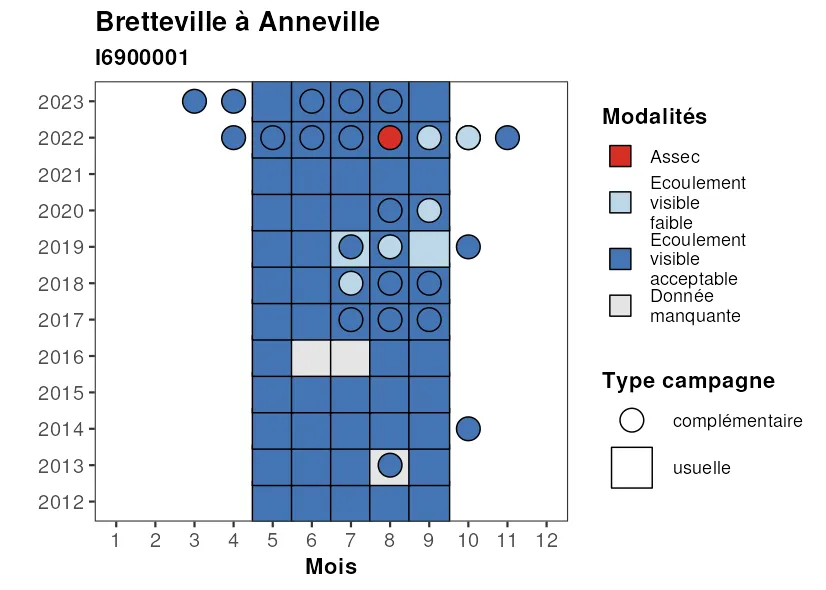 Bretteville à Anneville
I6900001
2023
2022
2021
2020
2019
2018
2017
2016
2015
2014
2013
2012
1 2 3 4 5 6 7 8 9 10 11 12
Mois
Modalités
Assec
Ecoulement
visible
faible
Ecoulement
visible
acceptable
Donnée
manquante
Type campagne
complémentaire
usuelle